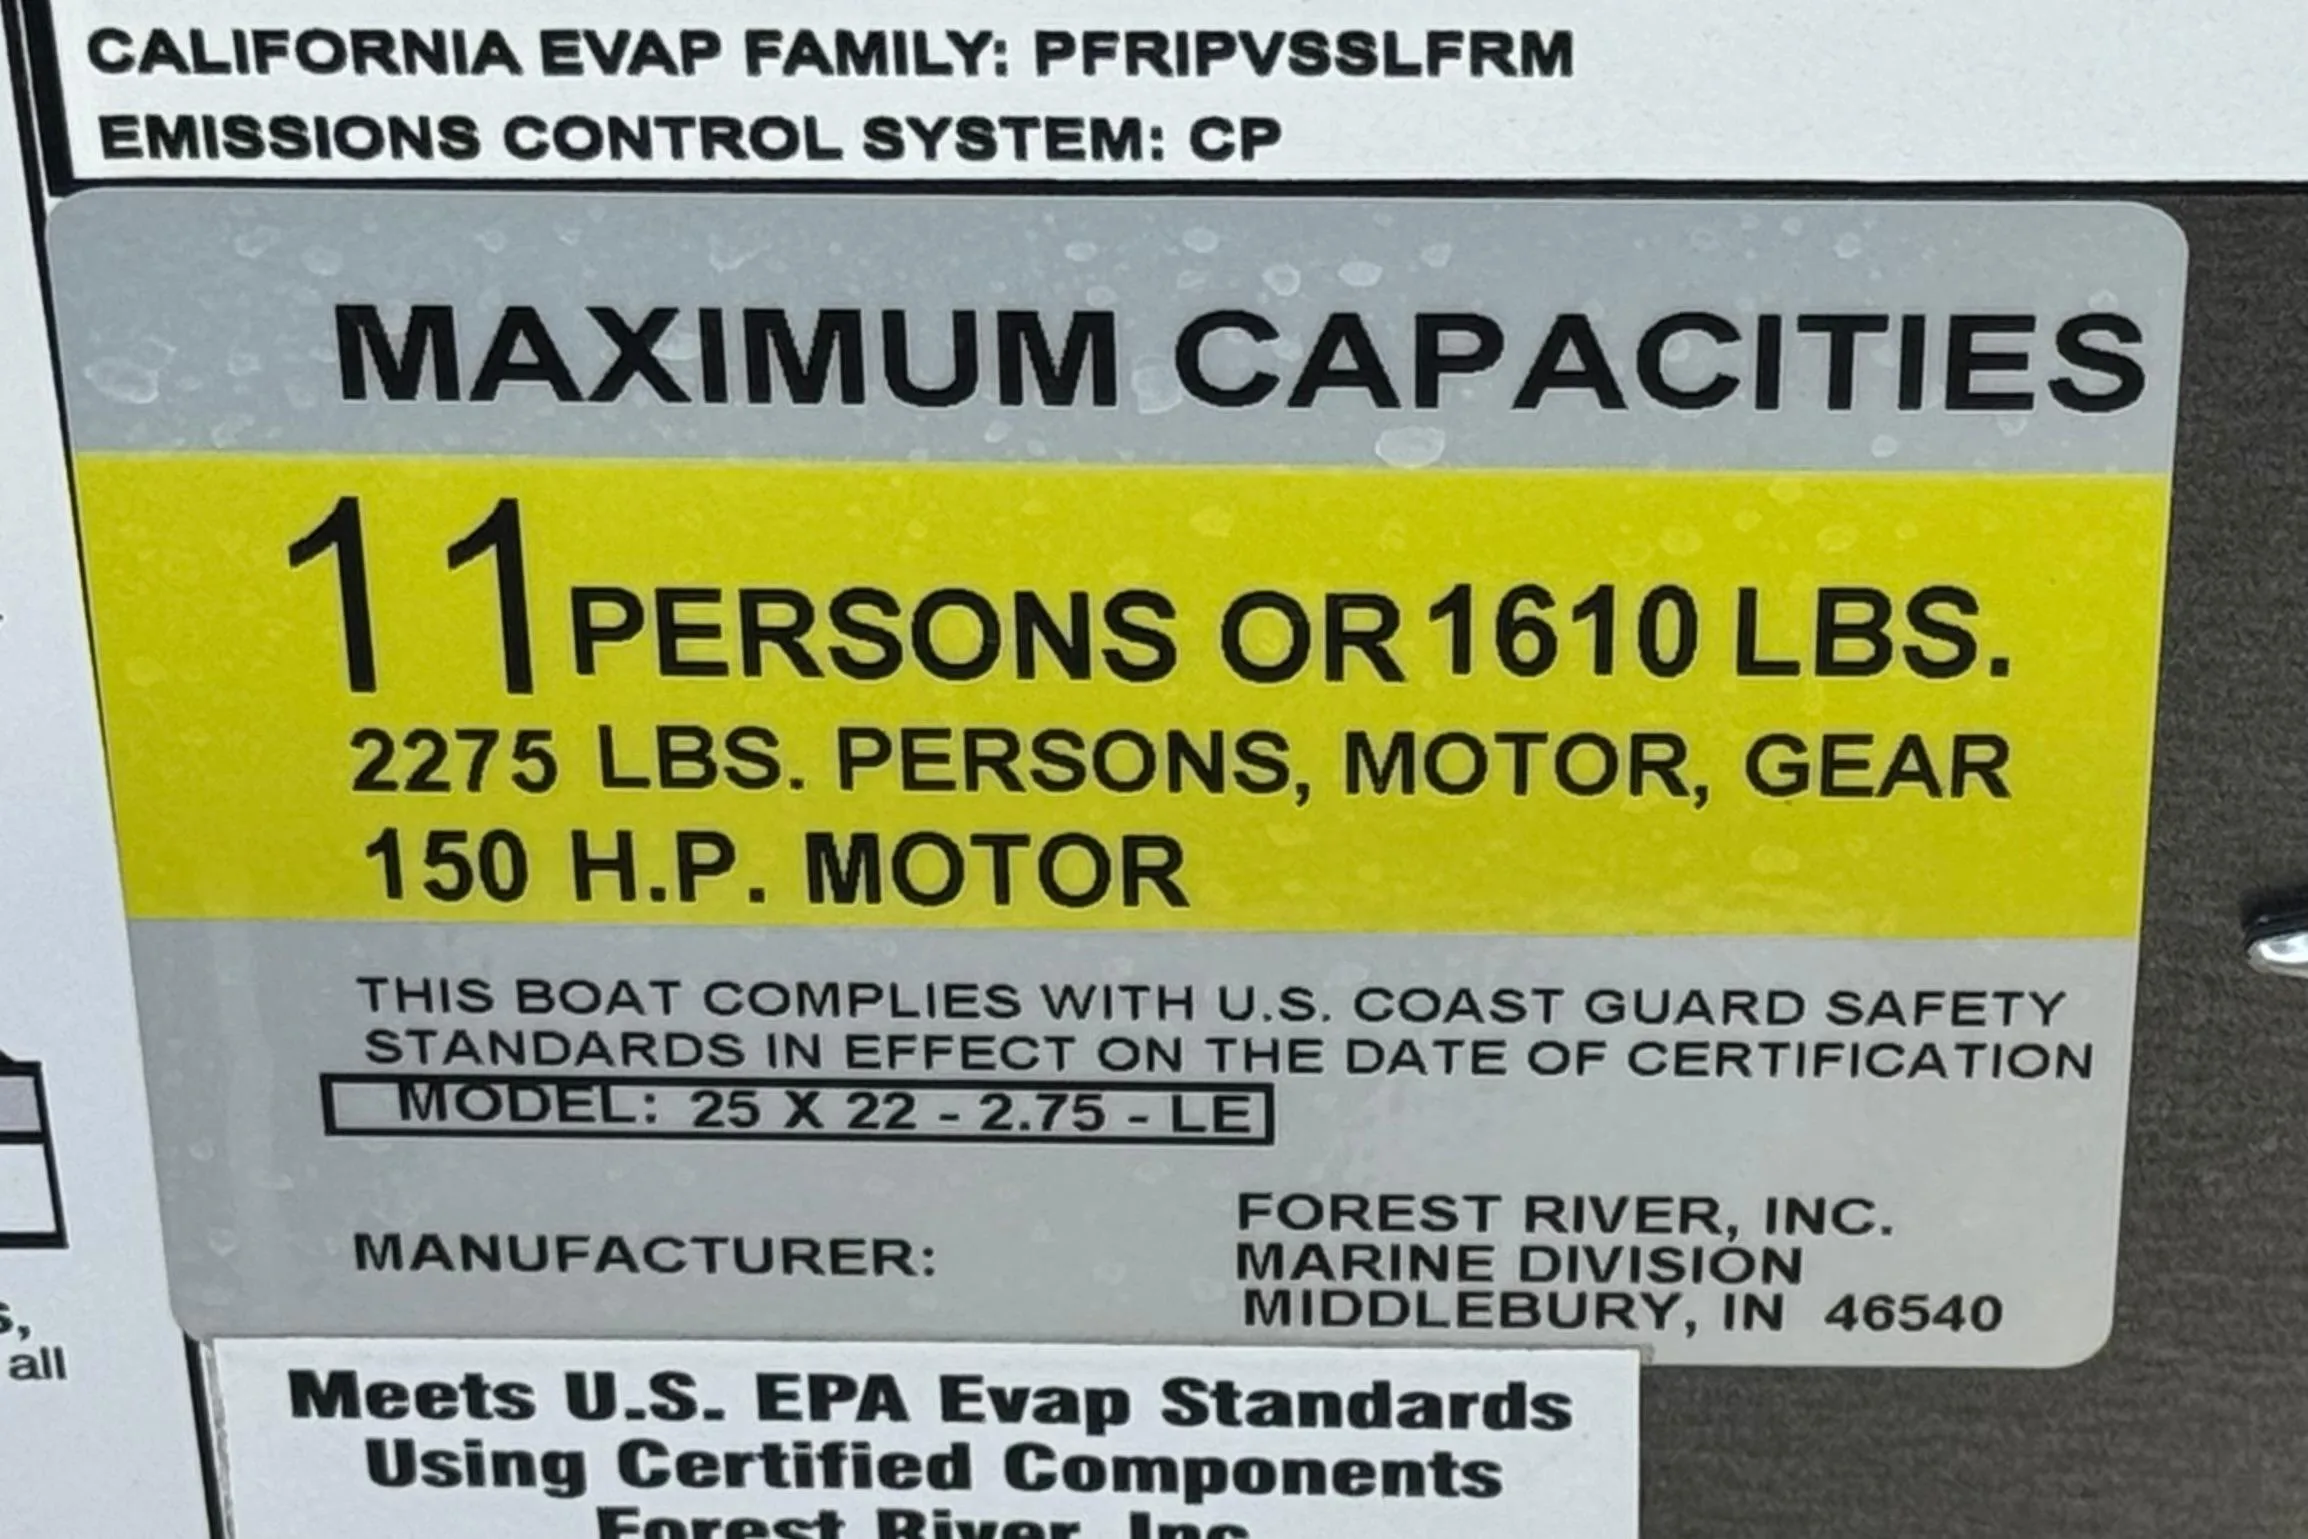 CALIFORNIA EVAP FAMILY: PFRIPVSSLFRM
EMISSIONS CONTROL SYSTEM: CP
MAXIMUM CAPACITIES
11 PERSONS OR 1610 LBS.
2275 LBS. PERSONS, MOTOR, GEAR
150 H.P. MOTOR
THIS BOAT COMPLIES WITH U.S. COAST GUARD SAFETY
STANDARDS IN EFFECT ON THE DATE OF CERTIFICATION
MODEL: 25 X 22 - 2.75 - LE
MANUFACTURER:
FOREST RIVER, INC.
MARINE DIVISION
MIDDLEBURY, IN 46540
all
Meets U.S. EPA Evap Standards
Using Certified Components
Forest River, Inc